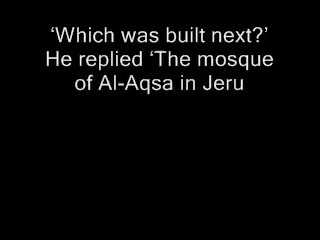 ‘Which was built next?’
He replied ‘The mosque
of Al-Aqsa in Jeru